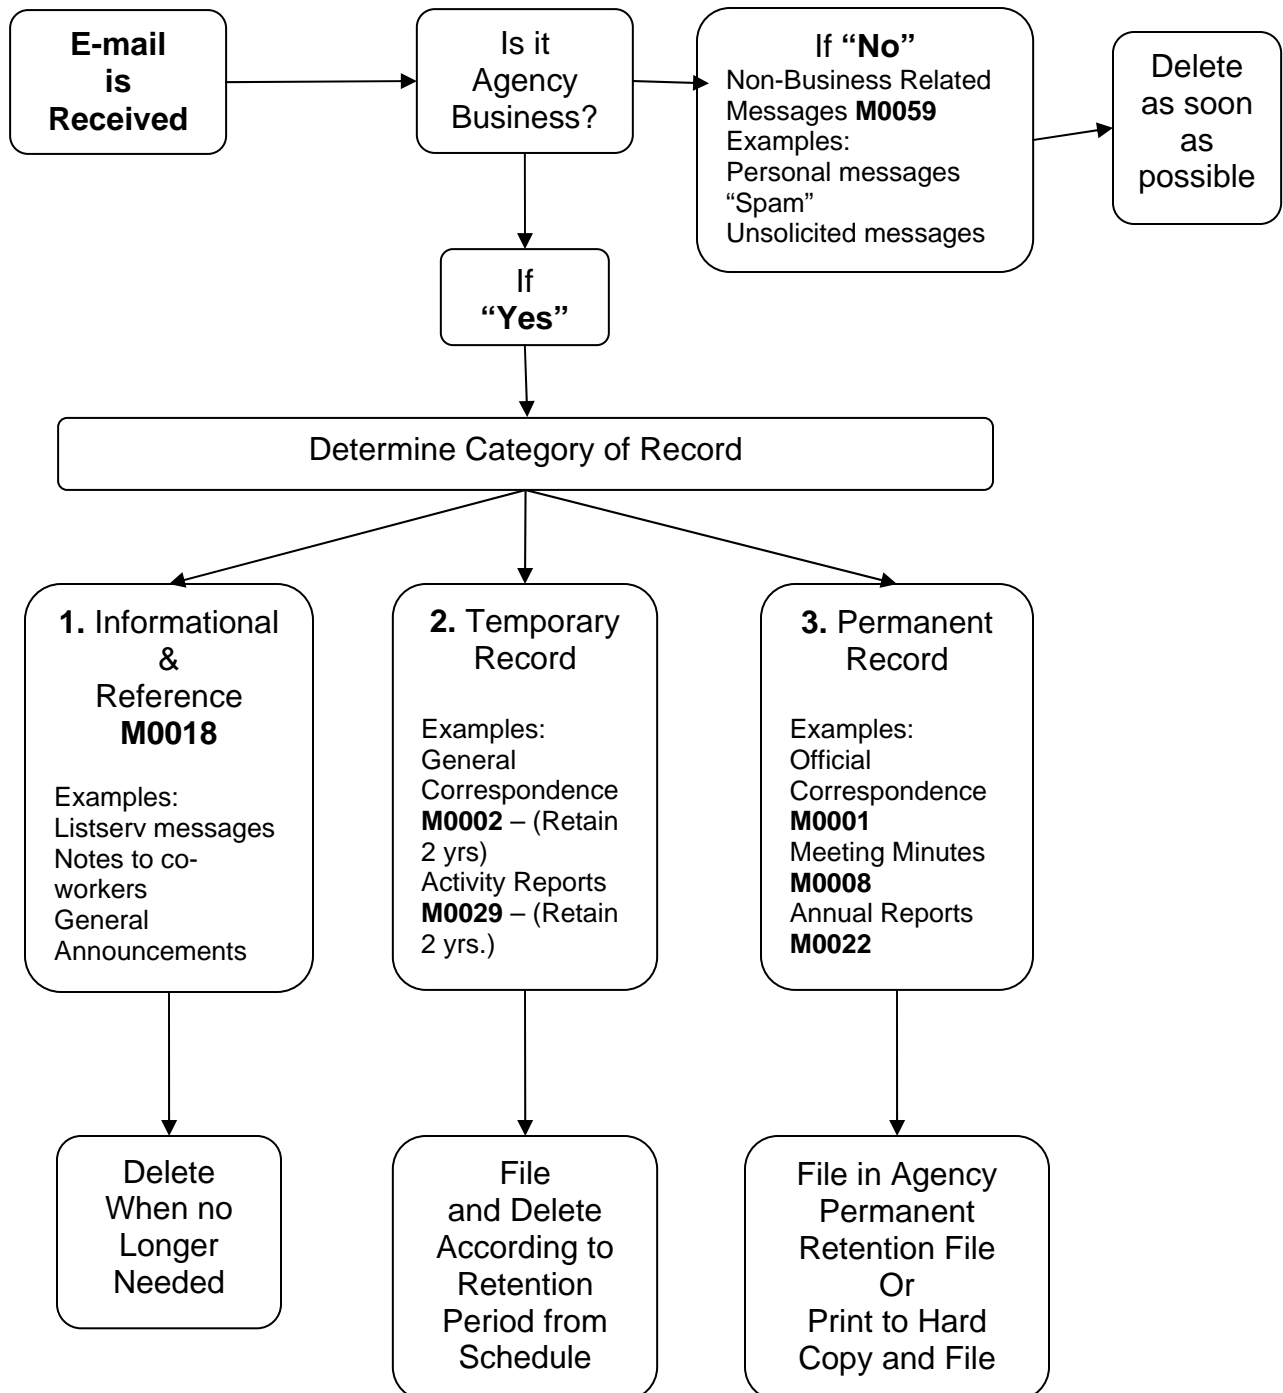 E-mail
is
Received
Is it
Agency
Business?
If “No”
Non-Business Related
Messages M0059
Examples:
Personal messages
“Spam”
Unsolicited messages
Delete
as soon
as
possible
If
“Yes”
Determine Category of Record
1. Informational
&
Reference
M0018
Examples:
Listserv messages
Notes to co-
workers
General
Announcements
2. Temporary
Record
Examples:
General
Correspondence
M0002 – (Retain
2 yrs)
Activity Reports
M0029 – (Retain
2 yrs.)
3. Permanent
Record
Examples:
Official
Correspondence
M0001
Meeting Minutes
M0008
Annual Reports
M0022
Delete
When no
Longer
Needed
File
and Delete
According to
Retention
Period from
Schedule
File in Agency
Permanent
Retention File
Or
Print to Hard
Copy and File